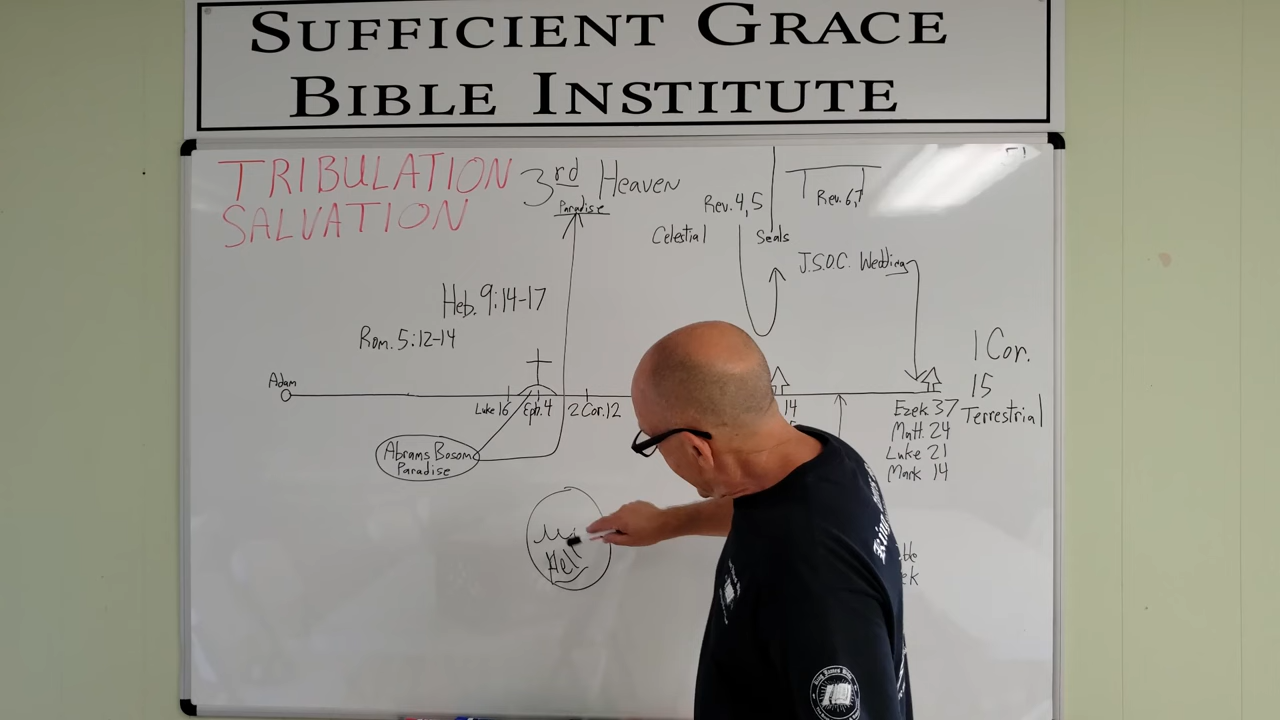 SUFFICIENT GRACE
BIBLE INSTITUTE
TRIBULATION
SALVATION
3rd Heaven
Paradise
Rev. 4,5
Rev. 6,7
Celestial
Seals
J.S.O.C. Wedding
Heb. 9:14-17
Rom. 5:12-14
Adam
Luke 16
Eph. 4
2 Cor. 12
14
1 Cor.
15
Terrestrial
Ezek 37
Matt. 24
Luke 21
Mark 14
Abrams Bosom
Paradise
Hel